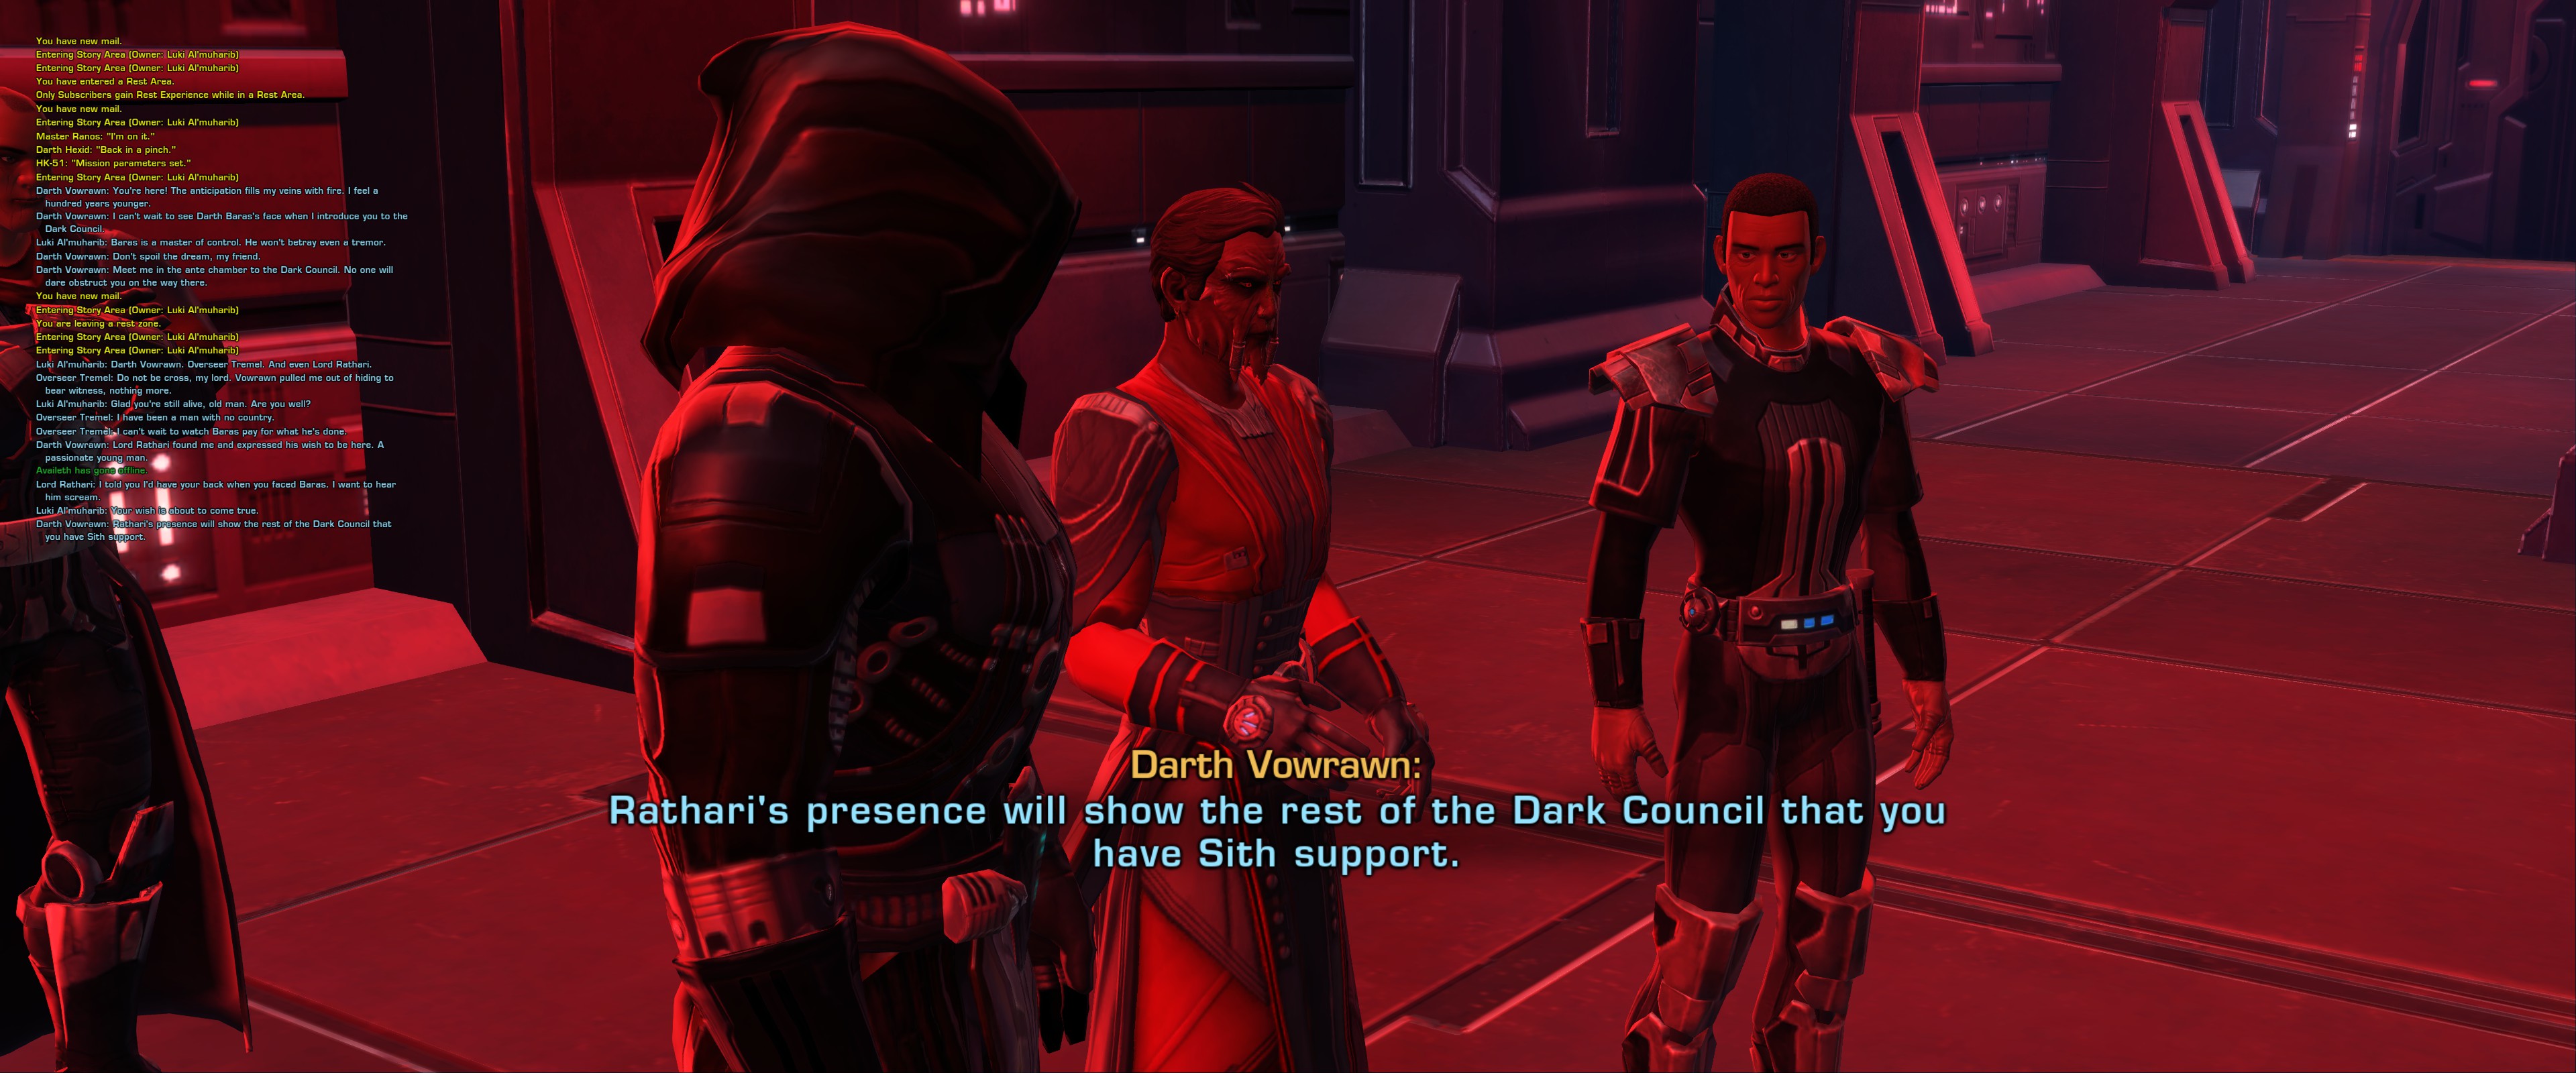 You have new mail.
Entering Story Area (Owner: Luki Al'muharib)
Entering Story Area (Owner: Luki Al'muharib)
You have entered a Rest Area.
Only Subscribers gain Rest Experience while in a Rest Area.
You have new mail.
Entering Story Area (Owner: Luki Al'muharib)
Master Ranos: "I'm on it."
Darth Hexid: "Back in a pinch."
HK-51: "Mission parameters set."
Entering Story Area (Owner: Luki Al'muharib)
Darth Vowrawn: You're here! The anticipation fills my veins with fire. I feel a
hundred years younger.
Darth Vowrawn: I can't wait to see Darth Baras's face when I introduce you to the
Dark Council.
Luki Al'muharib: Baras is a master of control. He won't betray even a tremor.
Darth Vowrawn: Don't spoil the dream, my friend.
Darth Vowrawn: Meet me in the ante chamber to the Dark Council. No one will
dare obstruct you on the way there.
You have new mail.
Entering Story Area (Owner: Luki Al'muharib)
You are leaving a rest zone.
Entering Story Area (Owner: Luki Al'muharib)
Entering Story Area (Owner: Luki Al'muharib)
Luki Al'muharib: Darth Vowrawn. Overseer Tremel. And even Lord Rathari.
Overseer Tremel: Do not be cross, my lord. Vowrawn pulled me out of hiding to
bear witness, nothing more.
Luki Al'muharib: Glad you're still alive, old man. Are you well?
Overseer Tremel: I have been a man with no country.
Overseer Tremel: I can't wait to watch Baras pay for what he's done.
Darth Vowrawn: Lord Rathari found me and expressed his wish to be here. A
passionate young man.
Availeth has gone offline.
Lord Rathari: I told you I'd have your back when you faced Baras. I want to hear
him scream.
Luki Al'muharib: Your wish is about to come true.
Darth Vowrawn: Rathari's presence will show the rest of the Dark Council that
you have Sith support.
Darth Vowrawn:
Rathari's presence will show the rest of the Dark Council that you
have Sith support.